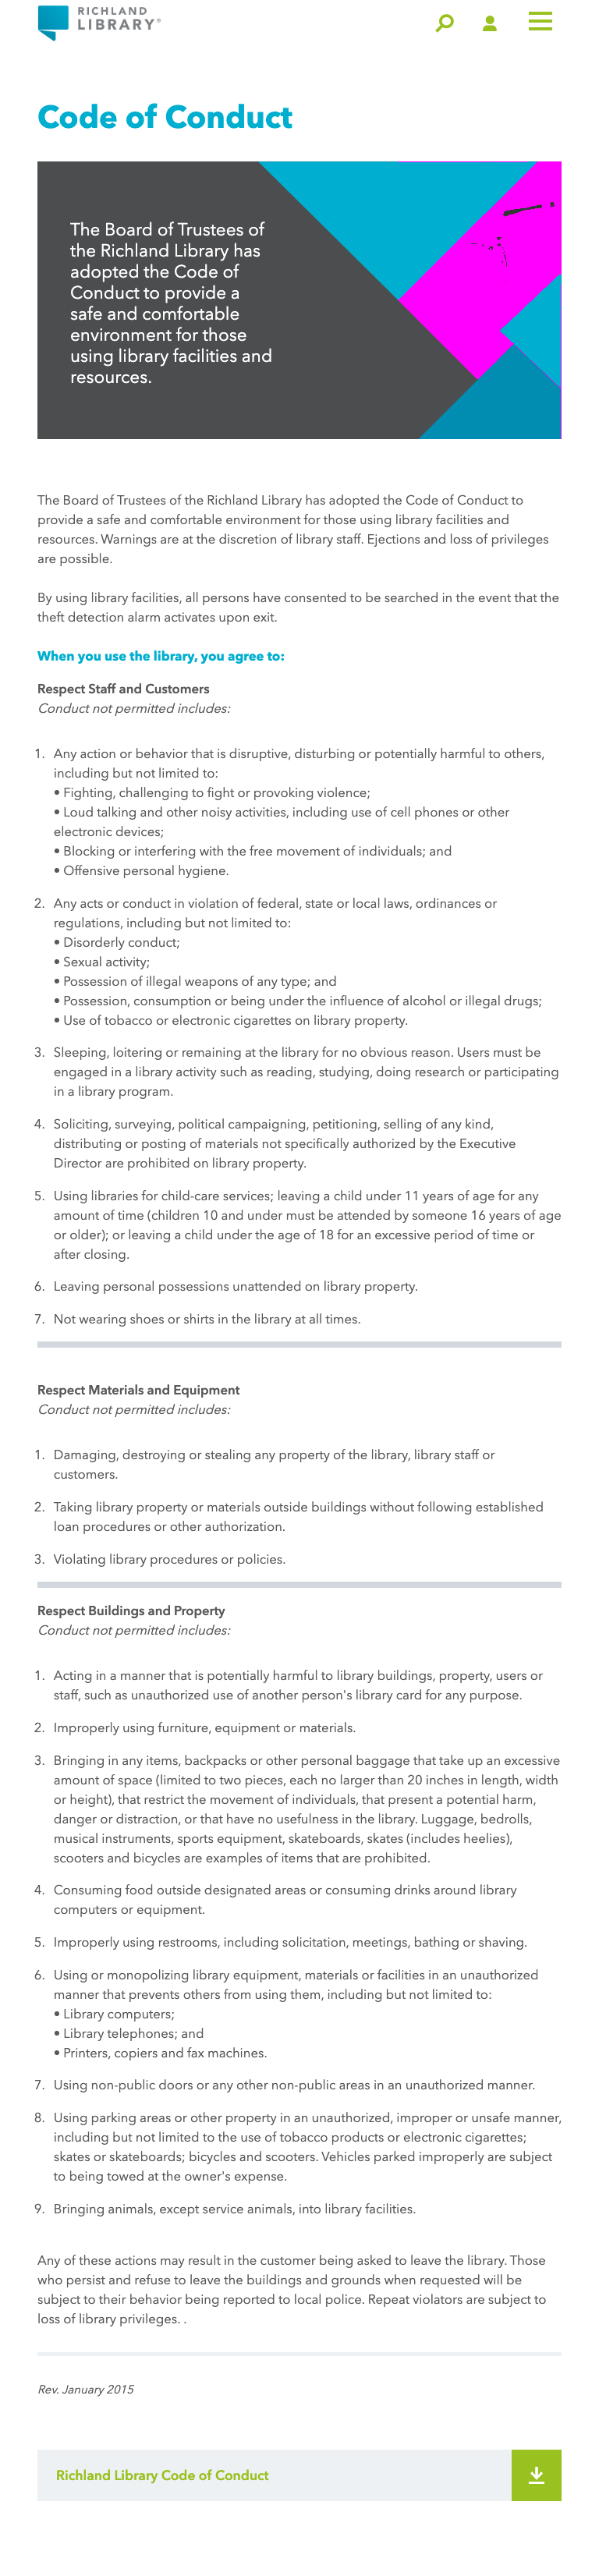 RICHLAND
LIBRARY®
Code of Conduct
The Board of Trustees of
the Richland Library has
adopted the Code of
Conduct to provide a
safe and comfortable
environment for those
using library facilities and
resources.
The Board of Trustees of the Richland Library has adopted the Code of Conduct to
provide a safe and comfortable environment for those using library facilities and
resources. Warnings are at the discretion of library staff. Ejections and loss of privileges
are possible.
By using library facilities, all persons have consented to be searched in the event that the
theft detection alarm activates upon exit.
When you use the library, you agree to:
Respect Staff and Customers
Conduct not permitted includes:
1. Any action or behavior that is disruptive, disturbing or potentially harmful to others,
including but not limited to:
• Fighting, challenging to fight or provoking violence;
• Loud talking and other noisy activities, including use of cell phones or other
electronic devices;
• Blocking or interfering with the free movement of individuals; and
• Offensive personal hygiene.
2. Any acts or conduct in violation of federal, state or local laws, ordinances or
regulations, including but not limited to:
• Disorderly conduct;
• Sexual activity;
• Possession of illegal weapons of any type; and
• Possession, consumption or being under the influence of alcohol or illegal drugs;
• Use of tobacco or electronic cigarettes on library property.
3. Sleeping, loitering or remaining at the library for no obvious reason. Users must be
engaged in a library activity such as reading, studying, doing research or participating
in a library program.
4. Soliciting, surveying, political campaigning, petitioning, selling of any kind,
distributing or posting of materials not specifically authorized by the Executive
Director are prohibited on library property.
5. Using libraries for child-care services; leaving a child under 11 years of age for any
amount of time (children 10 and under must be attended by someone 16 years of age
or older); or leaving a child under the age of 18 for an excessive period of time or
after closing.
6. Leaving personal possessions unattended on library property.
7. Not wearing shoes or shirts in the library at all times.
Respect Materials and Equipment
Conduct not permitted includes:
1. Damaging, destroying or stealing any property of the library, library staff or
customers.
2. Taking library property or materials outside buildings without following established
loan procedures or other authorization.
3. Violating library procedures or policies.
Respect Buildings and Property
Conduct not permitted includes:
1. Acting in a manner that is potentially harmful to library buildings, property, users or
staff, such as unauthorized use of another person's library card for any purpose.
2. Improperly using furniture, equipment or materials.
3. Bringing in any items, backpacks or other personal baggage that take up an excessive
amount of space (limited to two pieces, each no larger than 20 inches in length, width
or height), that restrict the movement of individuals, that present a potential harm,
danger or distraction, or that have no usefulness in the library. Luggage, bedrolls,
musical instruments, sports equipment, skateboards, skates (includes heelies),
scooters and bicycles are examples of items that are prohibited.
4. Consuming food outside designated areas or consuming drinks around library
computers or equipment.
5. Improperly using restrooms, including solicitation, meetings, bathing or shaving.
6. Using or monopolizing library equipment, materials or facilities in an unauthorized
manner that prevents others from using them, including but not limited to:
• Library computers;
• Library telephones; and
• Printers, copiers and fax machines.
7. Using non-public doors or any other non-public areas in an unauthorized manner.
8. Using parking areas or other property in an unauthorized, improper or unsafe manner,
including but not limited to the use of tobacco products or electronic cigarettes;
skates or skateboards; bicycles and scooters. Vehicles parked improperly are subject
to being towed at the owner's expense.
9. Bringing animals, except service animals, into library facilities.
Any of these actions may result in the customer being asked to leave the library. Those
who persist and refuse to leave the buildings and grounds when requested will be
subject to their behavior being reported to local police. Repeat violators are subject to
loss of library privileges. .
Rev. January 2015
Richland Library Code of Conduct